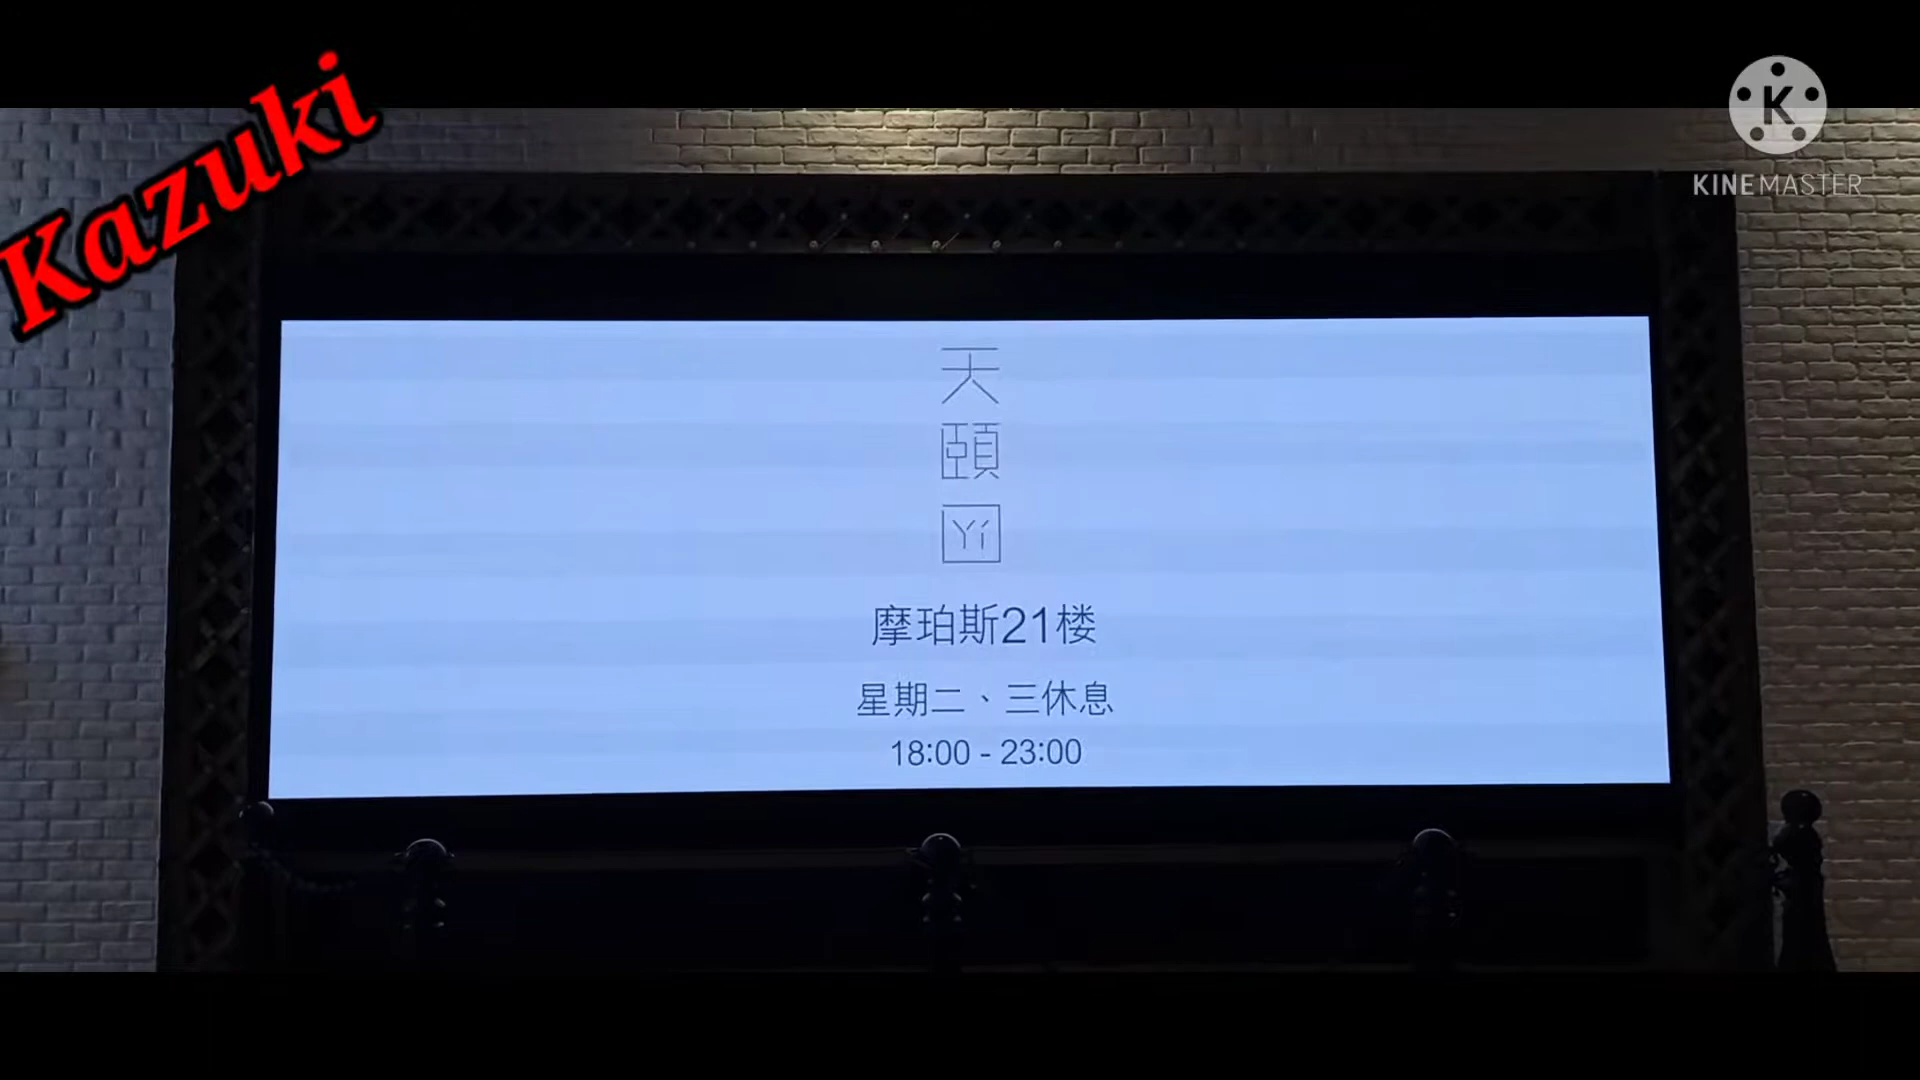 Kazuki
K
KINEMASTER
天
頤
Yí
摩珀斯21楼
星期二、三休息
18:00 - 23:00